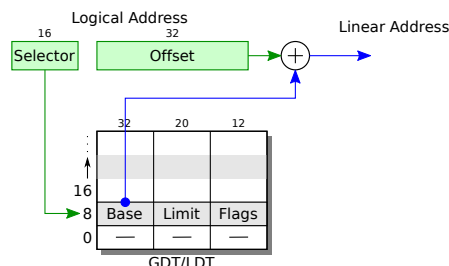 Logical Address
Linear Address
16
32
Selector
Offset
32
20
12
16
8
Base
Limit
Flags
0
GDT/LDT